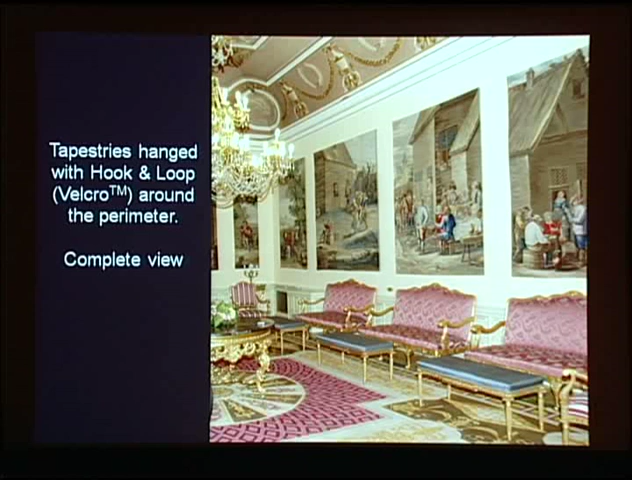 Tapestries hanged
with Hook & Loop
(Velcro™) around
the perimeter.
Complete view